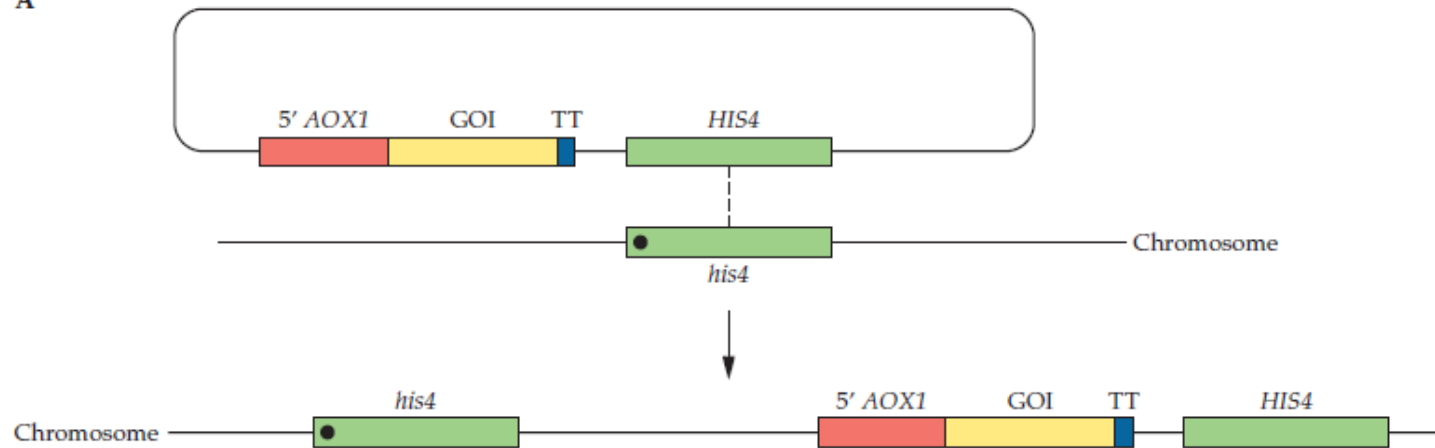 A
5' AOX1 GOI TT HIS4
Chromosome
his4
his4 5' AOX1 GOI TT HIS4
Chromosome